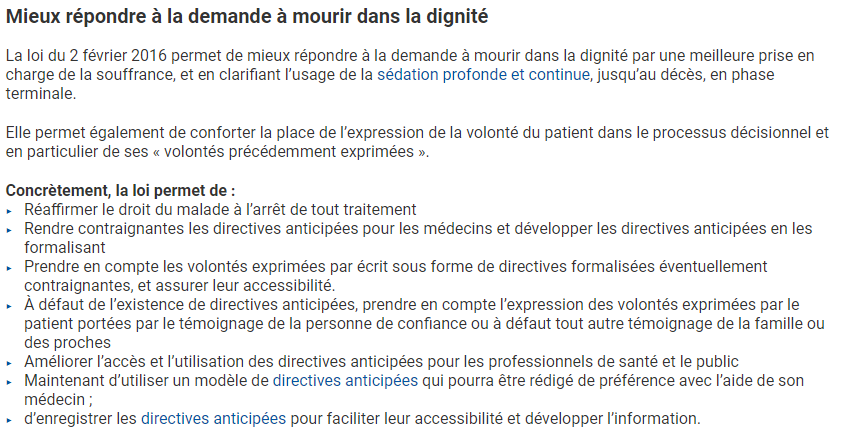 Mieux répondre à la demande à mourir dans la dignité
La loi du 2 février 2016 permet de mieux répondre à la demande à mourir dans la dignité par une meilleure prise en
charge de la souffrance, et en clarifiant l’usage de la sédation profonde et continue, jusqu’au décès, en phase
terminale.
Elle permet également de conforter la place de l’expression de la volonté du patient dans le processus décisionnel et
en particulier de ses « volontés précédemment exprimées ».
Concrètement, la loi permet de :
▸ Réaffirmer le droit du malade à l’arrêt de tout traitement
▸ Rendre contraignantes les directives anticipées pour les médecins et développer les directives anticipées en les
formalisant
▸ Prendre en compte les volontés exprimées par écrit sous forme de directives formalisées éventuellement
contraignantes, et assurer leur accessibilité.
▸ À défaut de l’existence de directives anticipées, prendre en compte l’expression des volontés exprimées par le
patient portées par le témoignage de la personne de confiance ou à défaut tout autre témoignage de la famille ou
des proches
▸ Améliorer l’accès et l’utilisation des directives anticipées pour les professionnels de santé et le public
▸ Maintenant d’utiliser un modèle de directives anticipées qui pourra être rédigé de préférence avec l’aide de son
médecin ;
▸ d’enregistrer les directives anticipées pour faciliter leur accessibilité et développer l’information.